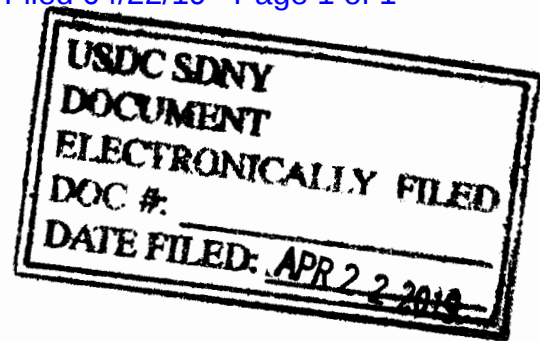 Filed 04/22/19 Page 1 of 1
USDC SDNY
DOCUMENT
ELECTRONICALLY FILED
DOC #:
DATE FILED: APR 2 2 2019